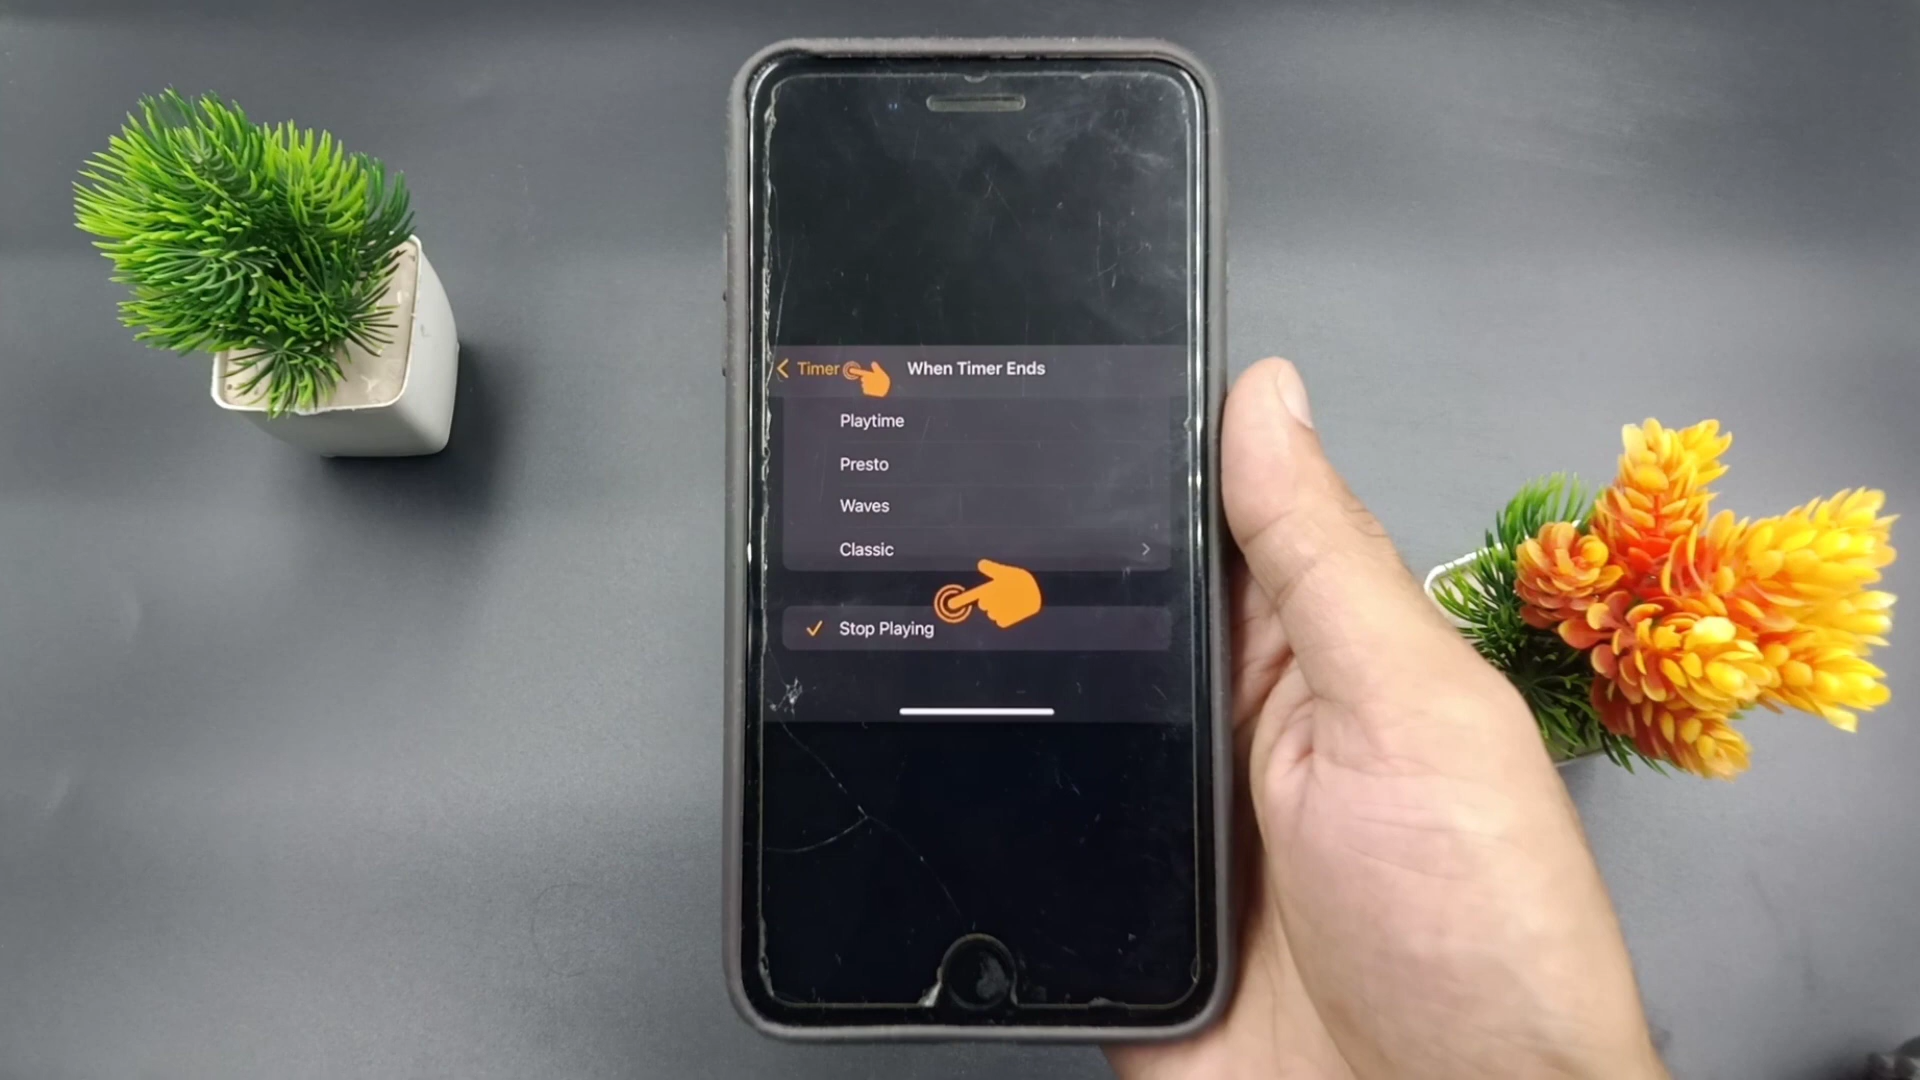 Timer When Timer Ends
Playtime
Presto
Waves
Classic
Stop Playing